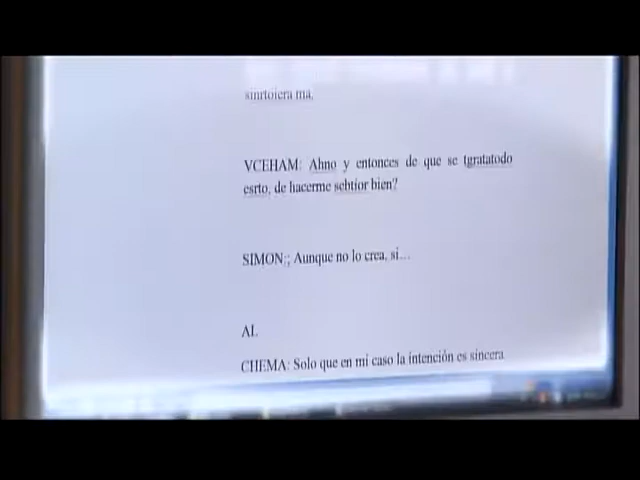 sinrtoiera ma,
VCEHAM: Ahno y entonces de que se tgratatodo
esrto, de hacerme sebtior bien?
SIMON:; Aunque no lo crea, si...
AL
CHEMA: Solo que en mi caso la intención es sincera